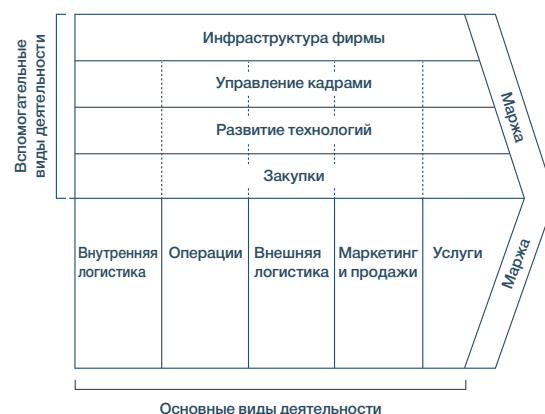 Вспомогательные
виды деятельности
Инфраструктура фирмы
Управление кадрами
Развитие технологий
Закупки
Маржа
Внутренняя
логистика
Операции
Внешняя
логистика
Маркетинг
и продажи
Услуги
Маржа
Основные виды деятельности